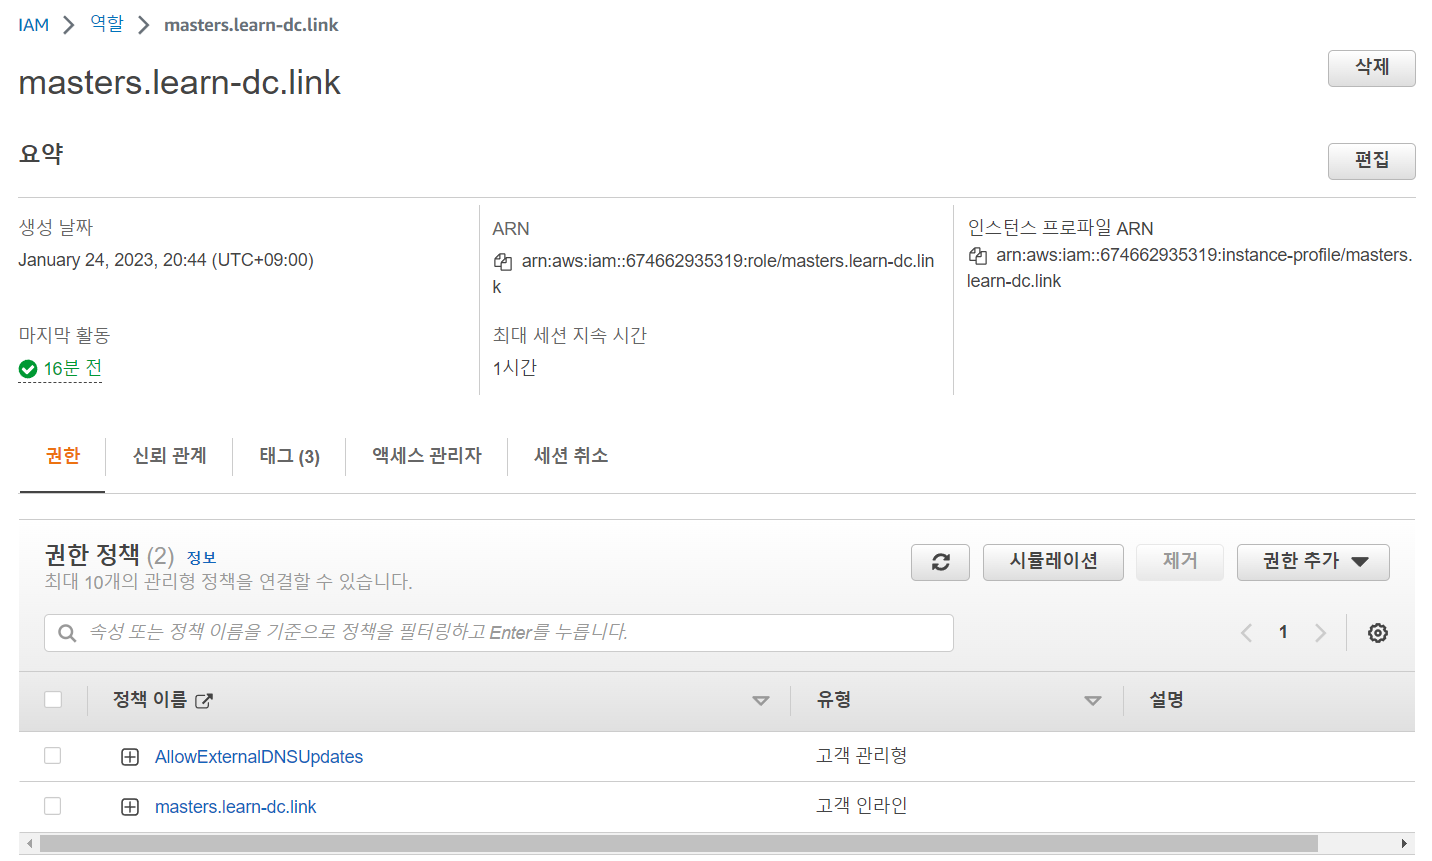 IAM 역할 masters.learn-dc.link
masters.learn-dc.link
삭제
요약
편집
생성 날짜
January 24, 2023, 20:44 (UTC+09:00)
ARN
arn:aws:iam::674662935319:role/masters.learn-dc.lin
k
인스턴스 프로파일 ARN
arn:aws:iam::674662935319:instance-profile/masters.
learn-dc.link
마지막 활동
16분 전
최대 세션 지속 시간
1시간
권한 신뢰 관계 태그 (3) 액세스 관리자 세션 취소
권한 정책 (2) 정보
최대 10개의 관리형 정책을 연결할 수 있습니다.
시뮬레이션 제거 권한 추가
속성 또는 정책 이름을 기준으로 정책을 필터링하고 Enter를 누릅니다.
1
정책 이름 유형 설명
AllowExternalDNSUpdates 고객 관리형
masters.learn-dc.link 고객 인라인